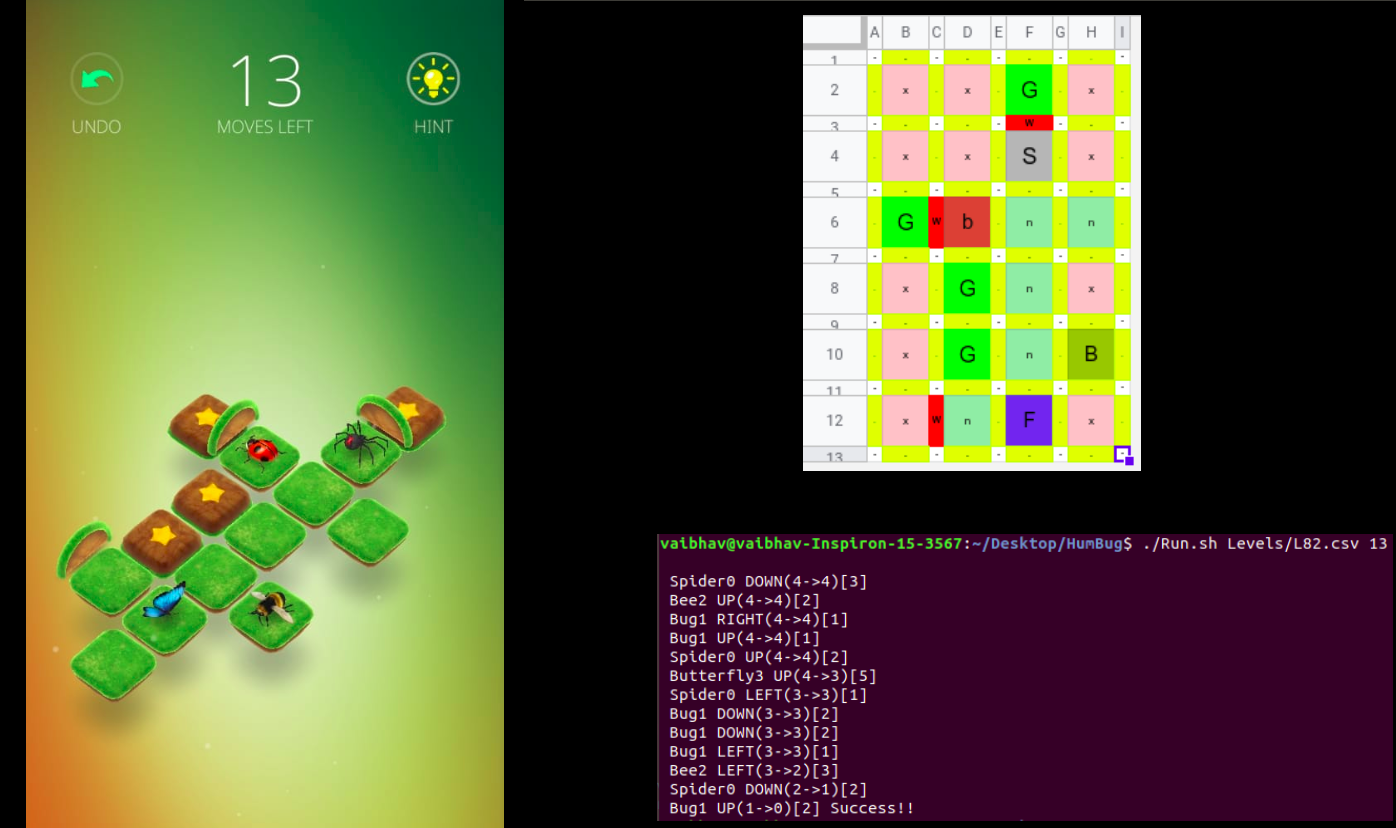 13
UNDO MOVES LEFT HINT
A B C D E F G H I
1 - - - - - - - - -
2 - x - x - G - x -
3 - - - - - w - - -
4 - x - x - S - x -
5 - - - - - - - - -
6 - G w b - n - n -
7 - - - - - - - - -
8 - x - G - n - x -
9 - - - - - - - - -
10 - x - G - n - B -
11 - - - - - - - - -
12 - x w n - F - x -
13 - - - - - - - - -
vaibhav@vaibhav-Inspiron-15-3567:~/Desktop/HumBug$ ./Run.sh Levels/L82.csv 13
Spider0 DOWN(4->4)[3]
Bee2 UP(4->4)[2]
Bug1 RIGHT(4->4)[1]
Bug1 UP(4->4)[1]
Spider0 UP(4->4)[2]
Butterfly3 UP(4->3)[5]
Spider0 LEFT(3->3)[1]
Bug1 DOWN(3->3)[2]
Bug1 DOWN(3->3)[2]
Bug1 LEFT(3->3)[1]
Bee2 LEFT(3->2)[3]
Spider0 DOWN(2->1)[2]
Bug1 UP(1->0)[2] Success!!